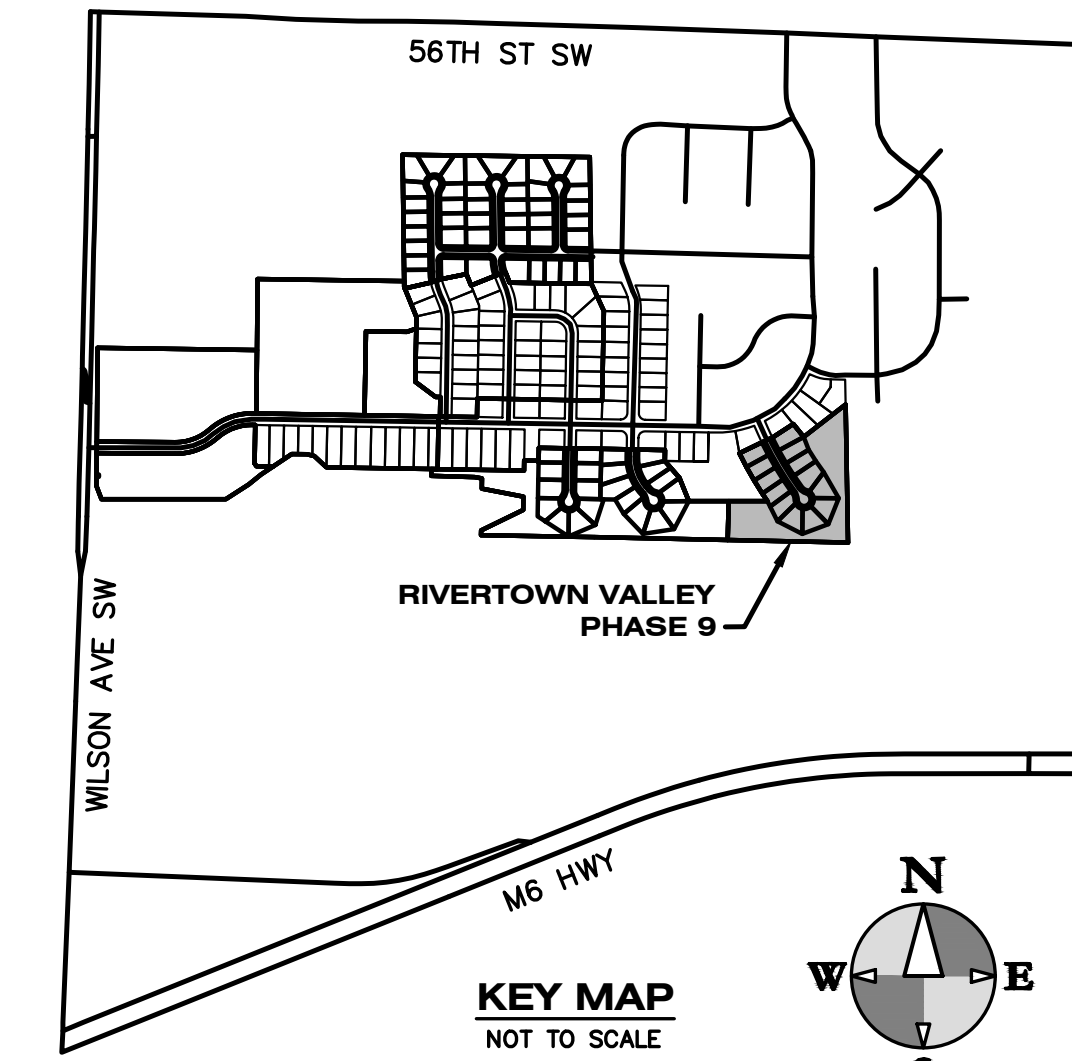 56TH ST SW
RIVERTOWN VALLEY
PHASE 9
WILSON AVE SW
M6 HWY
N
W
E
KEY MAP
NOT TO SCALE